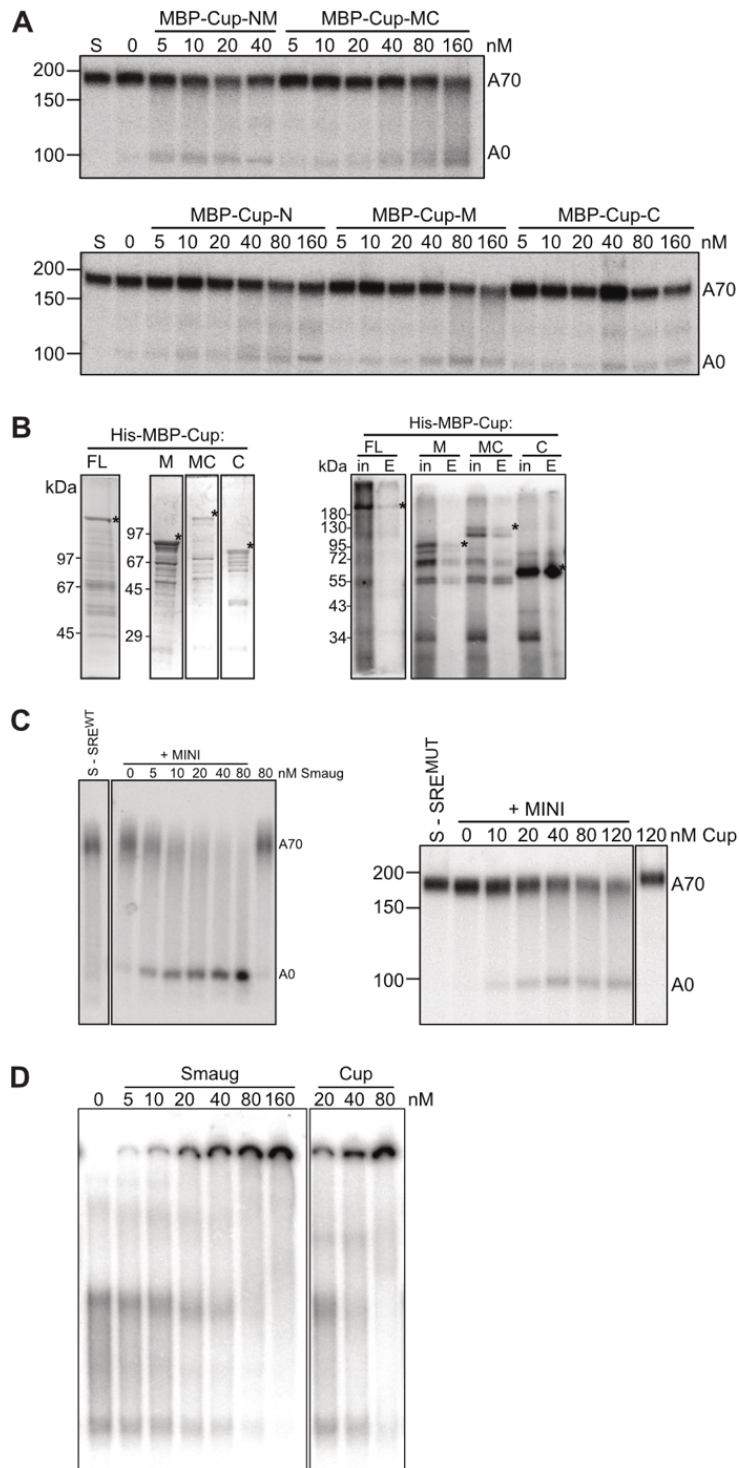 A
MBP-Cup-NM MBP-Cup-MC
S 0 5 10 20 40 5 10 20 40 80 160 nM
200
A70
150
100
A0
MBP-Cup-N MBP-Cup-M MBP-Cup-C
S 0 5 10 20 40 80 160 5 10 20 40 80 160 5 10 20 40 80 160 nM
200
A70
150
100
A0
B
His-MBP-Cup: His-MBP-Cup:
FL M MC C FL M MC C
kDa kDa in E in E in E in E
* * * * * * * *
97 67 45
97 67 45 29
180 130 95 72 55 43 34
C
S - SREWT
+ MINI
0 5 10 20 40 80 80 nM Smaug
A70
A0
S - SREMUT
+ MINI
0 10 20 40 80 120 120 nM Cup
200
A70
150
100
A0
D
Smaug Cup
0 5 10 20 40 80 160 20 40 80 nM